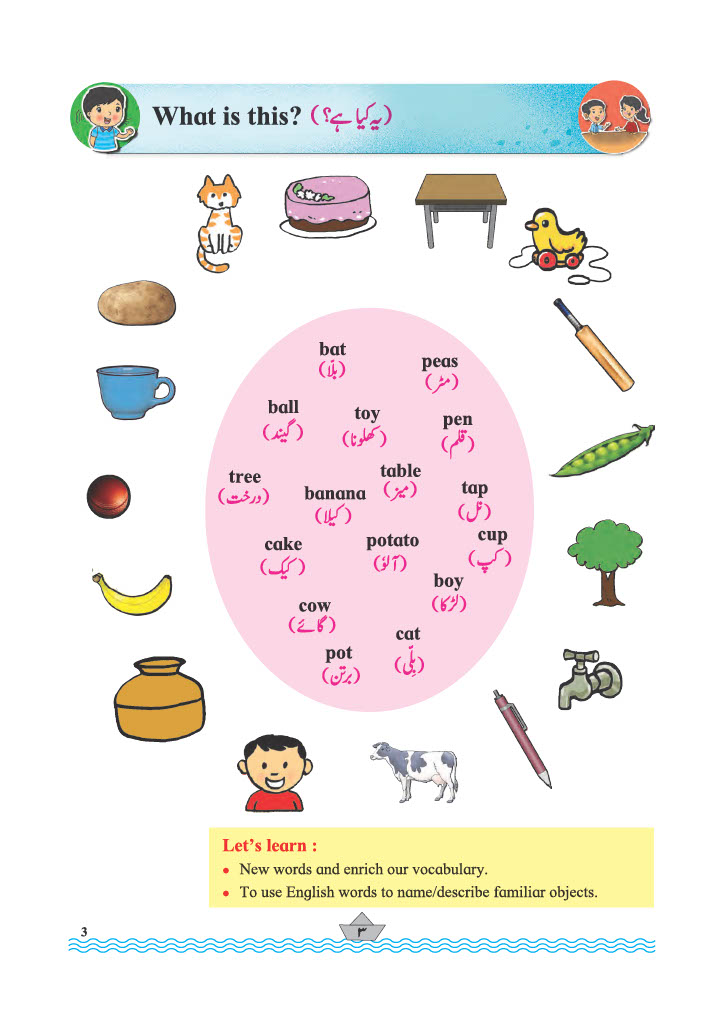 What is this? (یہ کیا ہے؟)
bat
(بلّا)
peas
(مٹر)
ball
(گیند)
toy
(کھلونا)
pen
(قلم)
tree
(درخت)
table
(میز)
banana
(کیلا)
tap
(نل)
cake
(کیک)
potato
(آلوٗ)
cup
(کپ)
boy
(لڑکا)
cow
(گائے)
cat
(بلّی)
pot
(برتن)
Let's learn :
• New words and enrich our vocabulary.
• To use English words to name/describe familiar objects.
3
۳